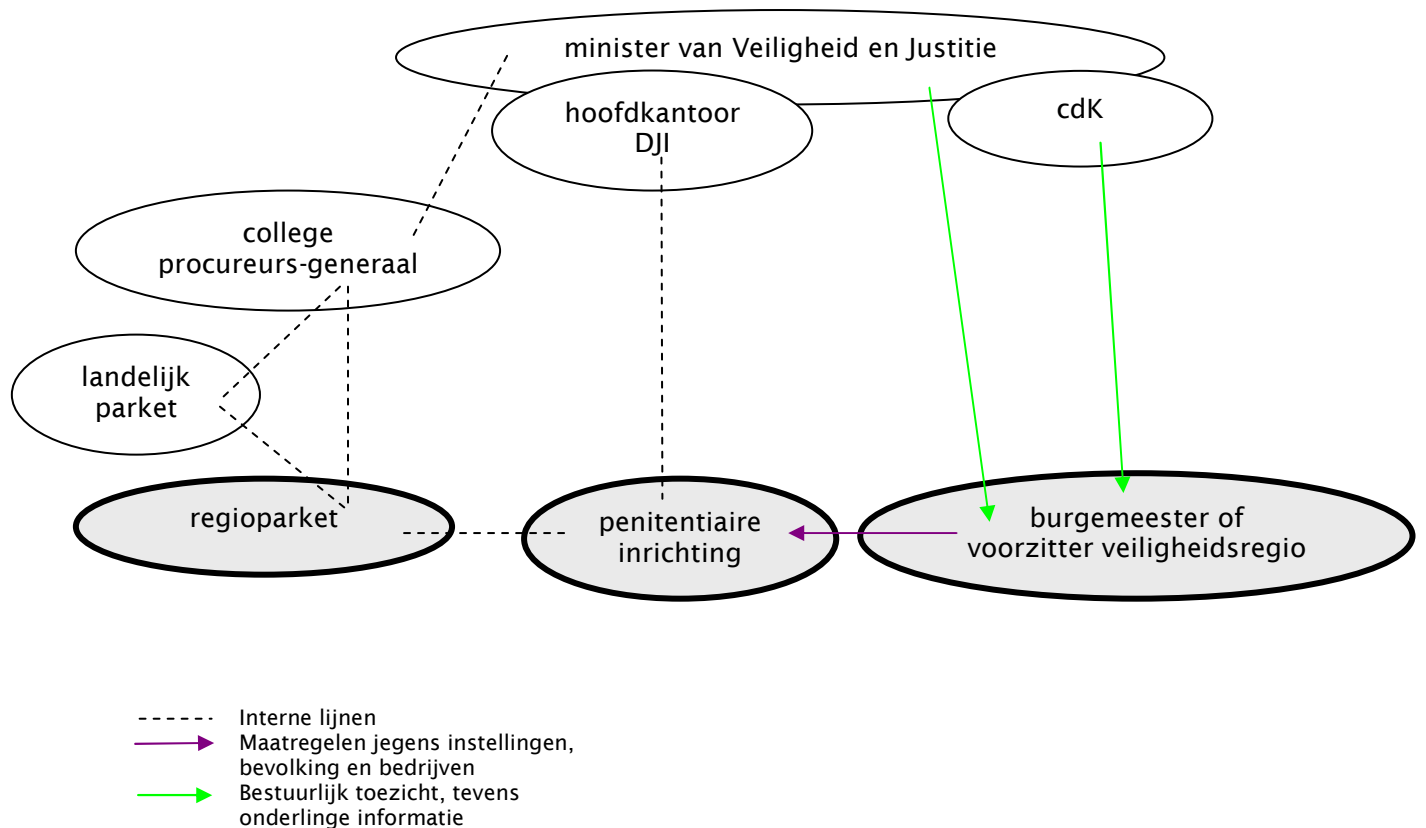 minister van Veiligheid en Justitie
hoofdkantoor
DJI
cdK
college
procureurs-generaal
landelijk
parket
regioparket
penitentiaire
inrichting
burgemeester of
voorzitter veiligheidsregio
Interne lijnen
Maatregelen jegens instellingen,
bevolking en bedrijven
Bestuurlijk toezicht, tevens
onderlinge informatie